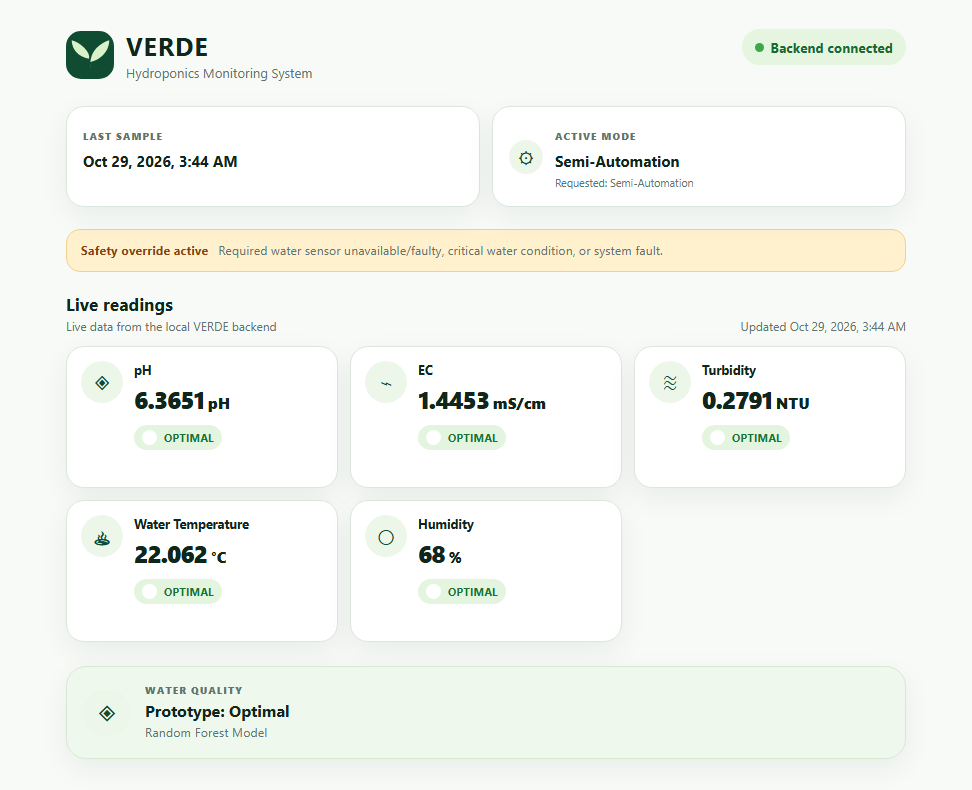 VERDE
Hydroponics Monitoring System
Backend connected
LAST SAMPLE
Oct 29, 2026, 3:44 AM
ACTIVE MODE
Semi-Automation
Requested: Semi-Automation
Safety override active Required water sensor unavailable/faulty, critical water condition, or system fault.
Live readings
Live data from the local VERDE backend
Updated Oct 29, 2026, 3:44 AM
pH
6.3651 pH
OPTIMAL
EC
1.4453 mS/cm
OPTIMAL
Turbidity
0.2791 NTU
OPTIMAL
Water Temperature
22.062 °C
OPTIMAL
Humidity
68 %
OPTIMAL
WATER QUALITY
Prototype: Optimal
Random Forest Model